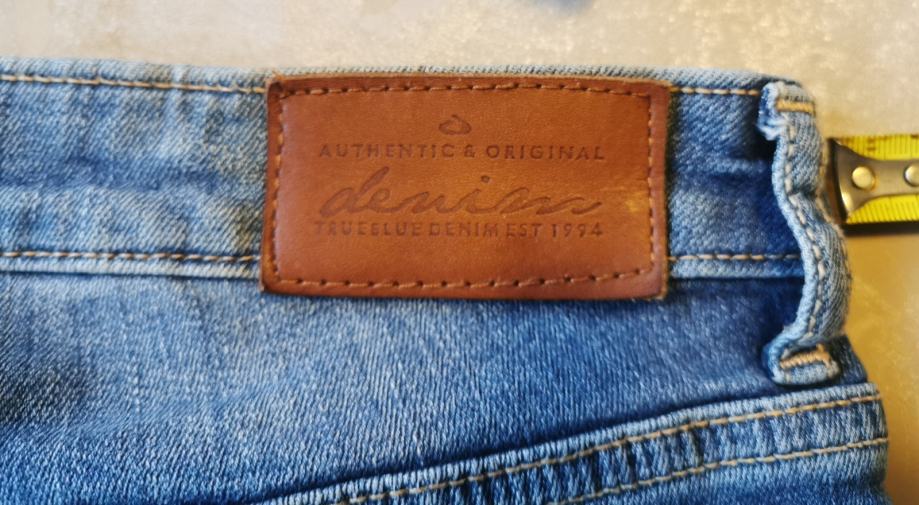 AUTHENTIC & ORIGINAL
denim
TRUEBLUE DENIM EST 1994